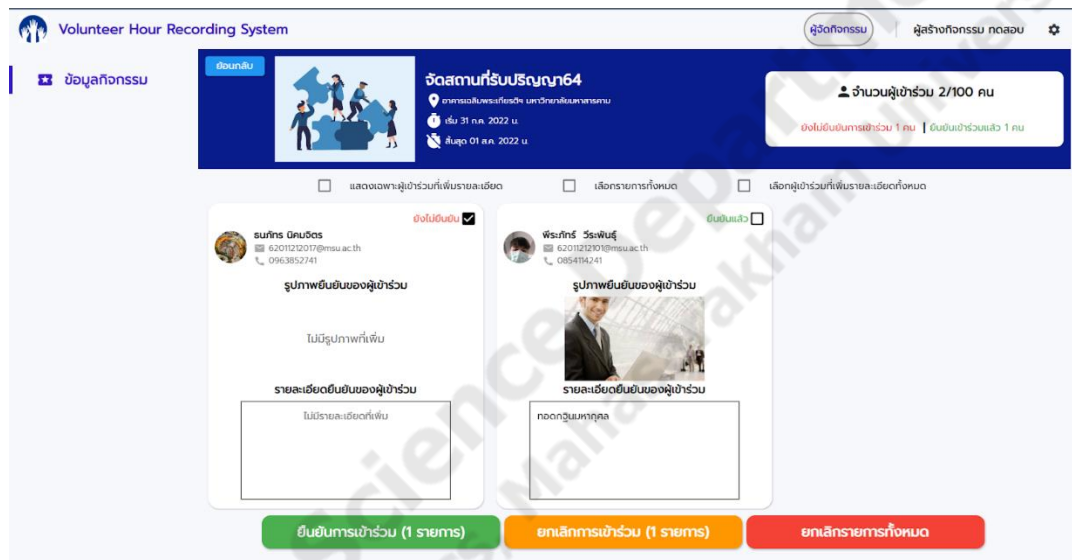 Volunteer Hour Recording System
ผู้จัดกิจกรรม
ผู้สร้างกิจกรรม ทดสอบ
ข้อมูลกิจกรรม
ย้อนกลับ
จัดสถานที่รับปริญญา64
อาคารเฉลิมพระเกียรติฯ มหาวิทยาลัยมหาสารคาม
เริ่ม 31 ก.ค. 2022 น.
สิ้นสุด 01 ส.ค. 2022 น.
จำนวนผู้เข้าร่วม 2/100 คน
ยังไม่ยืนยันการเข้าร่วม 1 คน | ยืนยันเข้าร่วมแล้ว 1 คน
แสดงเฉพาะผู้เข้าร่วมที่เพิ่มรายละเอียด
เลือกรายการทั้งหมด
เลือกผู้เข้าร่วมที่เพิ่มรายละเอียดทั้งหมด
ยังไม่ยืนยัน
ธนภัทร นิคมจิตร
62011212017@msu.ac.th
0963852741
รูปภาพยืนยันของผู้เข้าร่วม
ไม่มีรูปภาพที่เพิ่ม
รายละเอียดยืนยันของผู้เข้าร่วม
ไม่มีรายละเอียดที่เพิ่ม
ยืนยันแล้ว
พีระภัทร์ วีระพันธุ์
62011212101@msu.ac.th
0854114241
รูปภาพยืนยันของผู้เข้าร่วม
รายละเอียดยืนยันของผู้เข้าร่วม
ทอดกฐินมหากุศล
ยืนยันการเข้าร่วม (1 รายการ)
ยกเลิกการเข้าร่วม (1 รายการ)
ยกเลิกรายการทั้งหมด